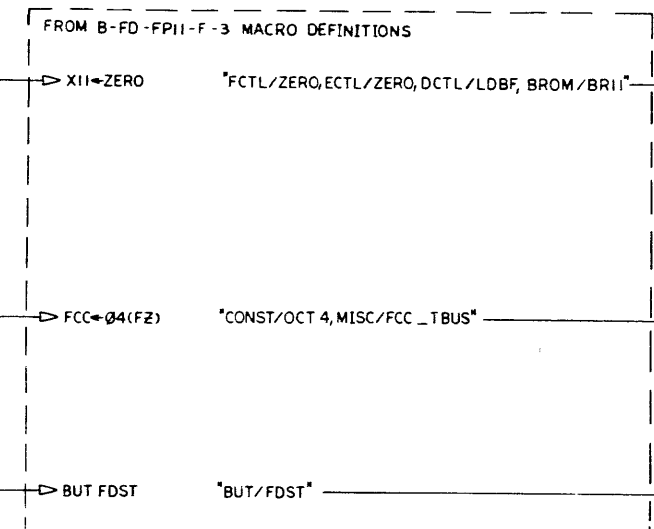 FROM B-FD-FP11-F-3 MACRO DEFINITIONS
X11←ZERO "FCTL/ZERO, ECTL/ZERO, DCTL/LDBF, BROM/BR11"
FCC←Ø4(FZ) "CONST/OCT 4, MISC/FCC_TBUS"
BUT FDST "BUT/FDST"